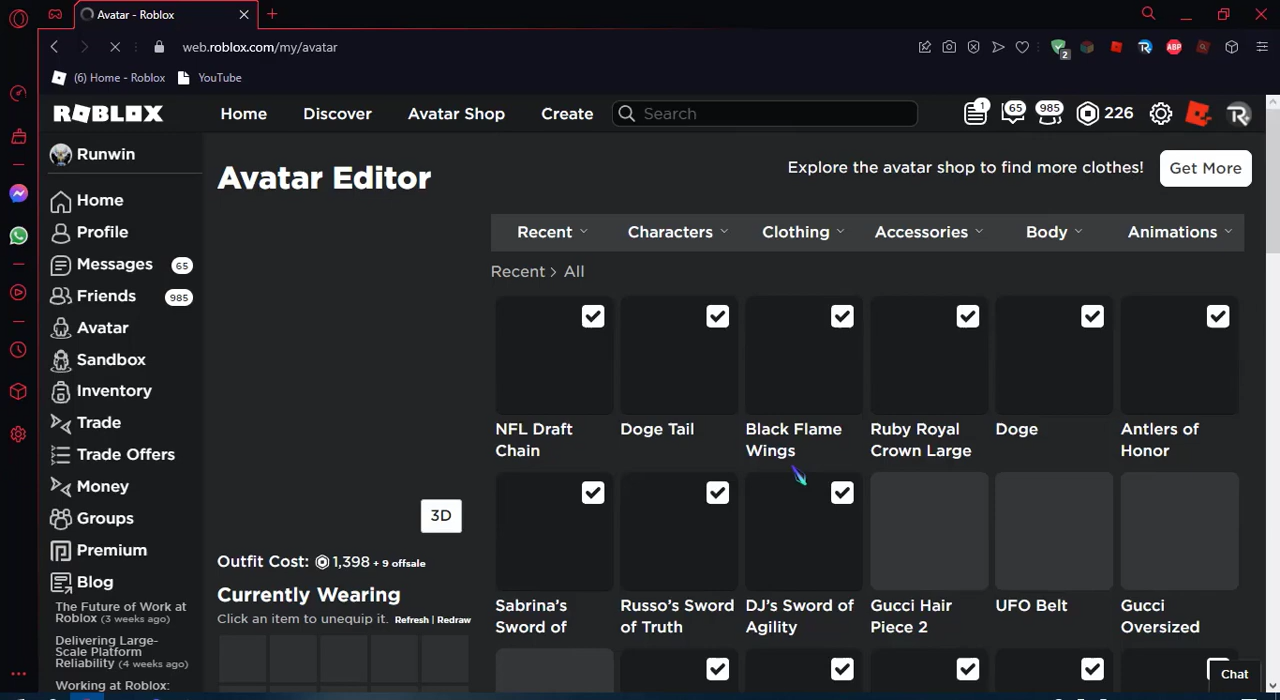 Avatar - Roblox
web.roblox.com/my/avatar
2
ABP
(6) Home - Roblox
YouTube
ROBLOX
Home
Discover
Avatar Shop
Create
Search
1
65
985
226
Runwin
Home
Profile
Messages
65
Friends
985
Avatar
Sandbox
Inventory
Trade
Trade Offers
Money
Groups
Premium
Blog
The Future of Work at
Roblox (3 weeks ago)
Delivering Large-
Scale Platform
Reliability (4 weeks ago)
Working at Roblox:
Avatar Editor
Explore the avatar shop to find more clothes!
Get More
3D
Outfit Cost: 1,398 + 9 offsale
Currently Wearing
Click an item to unequip it. Refresh | Redraw
Recent
Characters
Clothing
Accessories
Body
Animations
Recent > All
NFL Draft
Chain
Doge Tail
Black Flame
Wings
Ruby Royal
Crown Large
Doge
Antlers of
Honor
Sabrina's
Sword of
Russo's Sword
of Truth
DJ's Sword of
Agility
Gucci Hair
Piece 2
UFO Belt
Gucci
Oversized
Chat